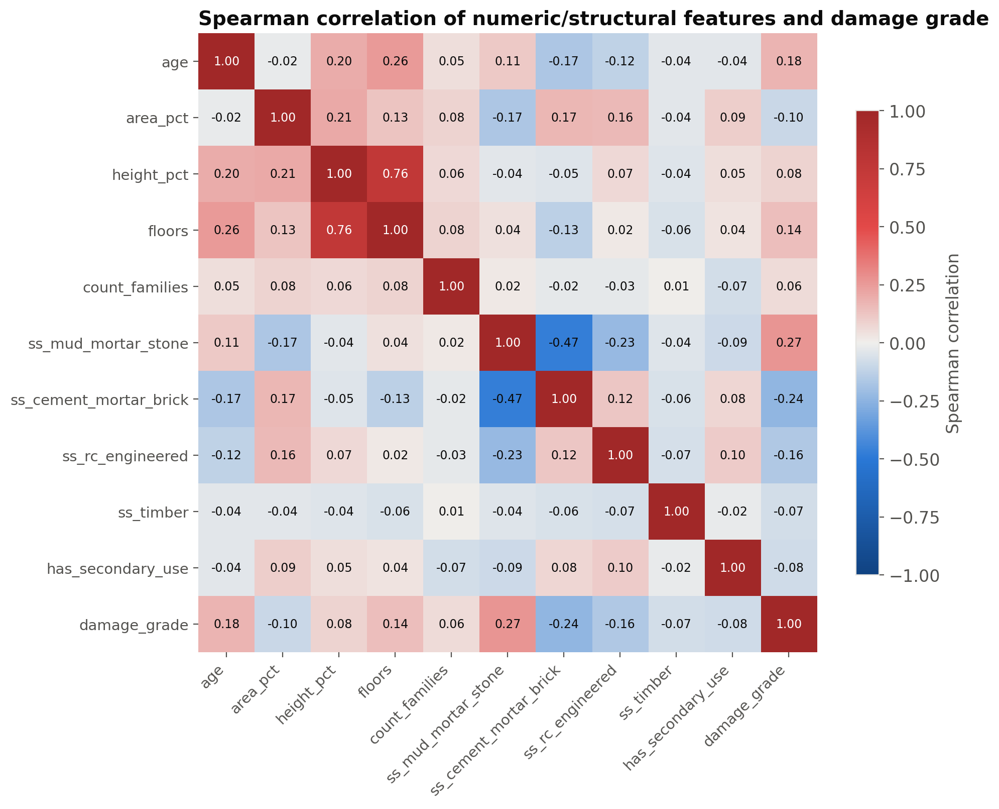 Spearman correlation of numeric/structural features and damage grade
age 1.00 -0.02 0.20 0.26 0.05 0.11 -0.17 -0.12 -0.04 -0.04 0.18
area_pct -0.02 1.00 0.21 0.13 0.08 -0.17 0.17 0.16 -0.04 0.09 -0.10
height_pct 0.20 0.21 1.00 0.76 0.06 -0.04 -0.05 0.07 -0.04 0.05 0.08
floors 0.26 0.13 0.76 1.00 0.08 0.04 -0.13 0.02 -0.06 0.04 0.14
count_families 0.05 0.08 0.06 0.08 1.00 0.02 -0.02 -0.03 0.01 -0.07 0.06
ss_mud_mortar_stone 0.11 -0.17 -0.04 0.04 0.02 1.00 -0.47 -0.23 -0.04 -0.09 0.27
ss_cement_mortar_brick -0.17 0.17 -0.05 -0.13 -0.02 -0.47 1.00 0.12 -0.06 0.08 -0.24
ss_rc_engineered -0.12 0.16 0.07 0.02 -0.03 -0.23 0.12 1.00 -0.07 0.10 -0.16
ss_timber -0.04 -0.04 -0.04 -0.06 0.01 -0.04 -0.06 -0.07 1.00 -0.02 -0.07
has_secondary_use -0.04 0.09 0.05 0.04 -0.07 -0.09 0.08 0.10 -0.02 1.00 -0.08
damage_grade 0.18 -0.10 0.08 0.14 0.06 0.27 -0.24 -0.16 -0.07 -0.08 1.00
age
area_pct
height_pct
floors
count_families
ss_mud_mortar_stone
ss_cement_mortar_brick
ss_rc_engineered
ss_timber
has_secondary_use
damage_grade
1.00
0.75
0.50
0.25
0.00
−0.25
−0.50
−0.75
−1.00
Spearman correlation